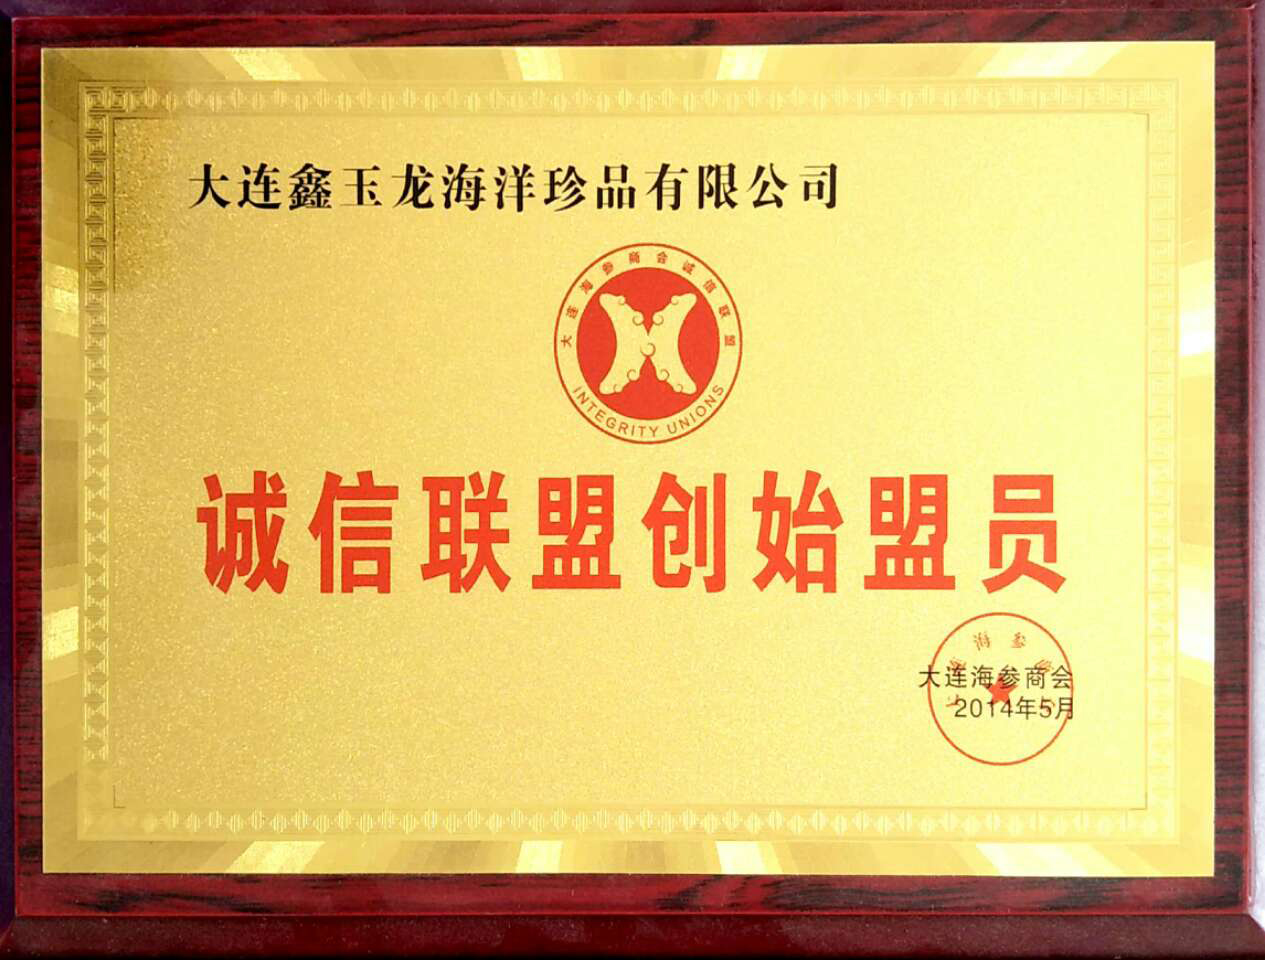 大连鑫玉龙海洋珍品有限公司
大连海参商会诚信联盟
INTEGRITY UNIONS
诚信联盟创始盟员
大连海参商会
2014年5月